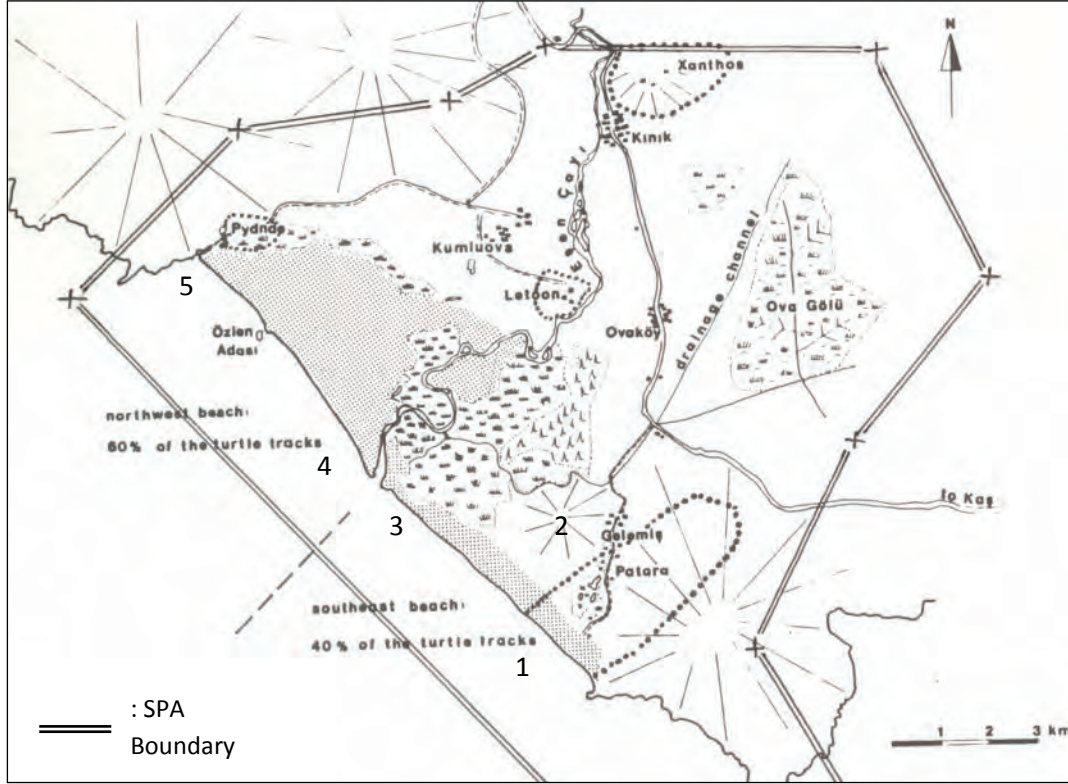 N
Xanthos
Kınık
Eşen Çayı
drainage channel
Pydnae
Kumluova
Letoon
Ova Gölü
Ovaköy
5
Özlen
Adası
northwest beach:
60% of the turtle tracks
4
to Kaş
3
2
Gelemiş
Patara
southeast beach:
40% of the turtle tracks
1
: SPA
Boundary
1 2 3 km